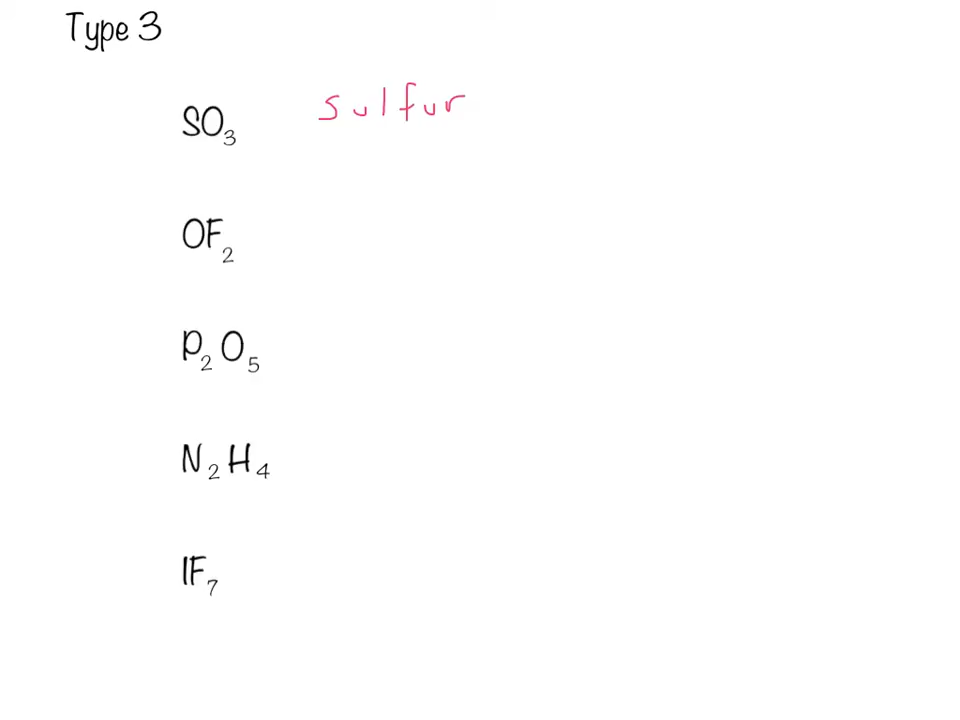 Type 3
SO₃ sulfur
OF₂
P₂O₅
N₂H₄
IF₇